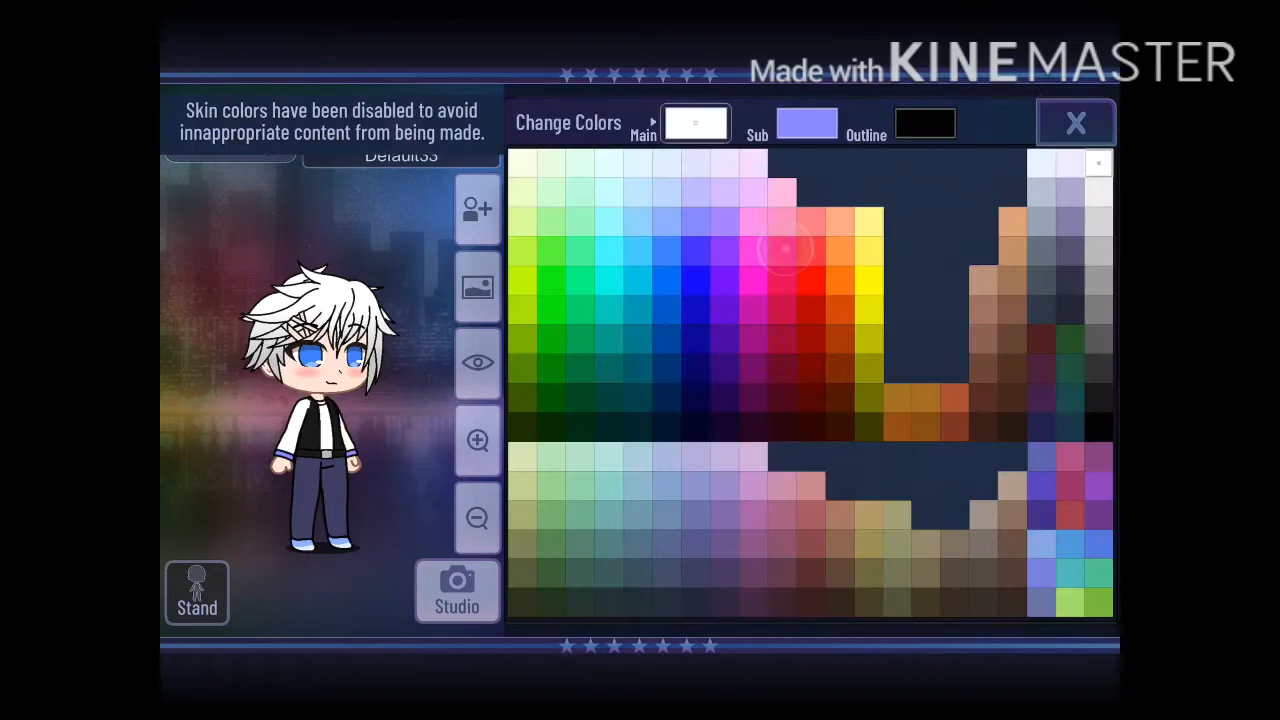 Made with KINEMASTER
Skin colors have been disabled to avoid
innappropriate content from being made.
Default33
Change Colors
Main
Sub
Outline
X
Stand
Studio